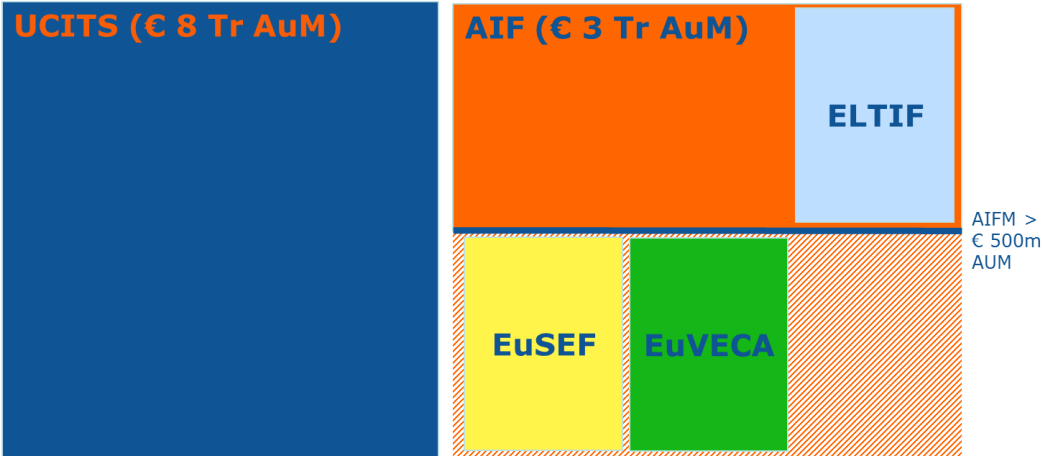 UCITS (€ 8 Tr AuM)
AIF (€ 3 Tr AuM)
ELTIF
AIFM >
€ 500m
AUM
EuSEF
EuVECA